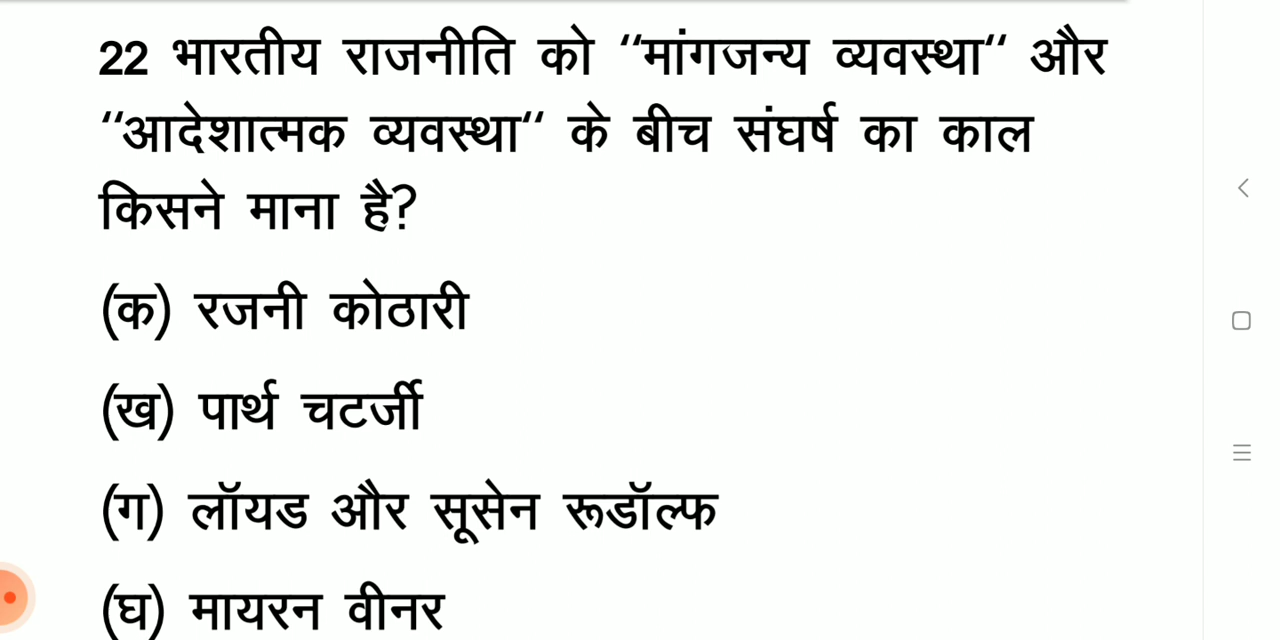 22 भारतीय राजनीति को “मांगजन्य व्यवस्था“ और
“आदेशात्मक व्यवस्था“ के बीच संघर्ष का काल
किसने माना है?
(क) रजनी कोठारी
(ख) पार्थ चटर्जी
(ग) लॉयड और सूसेन रूडॉल्फ
(घ) मायरन वीनर